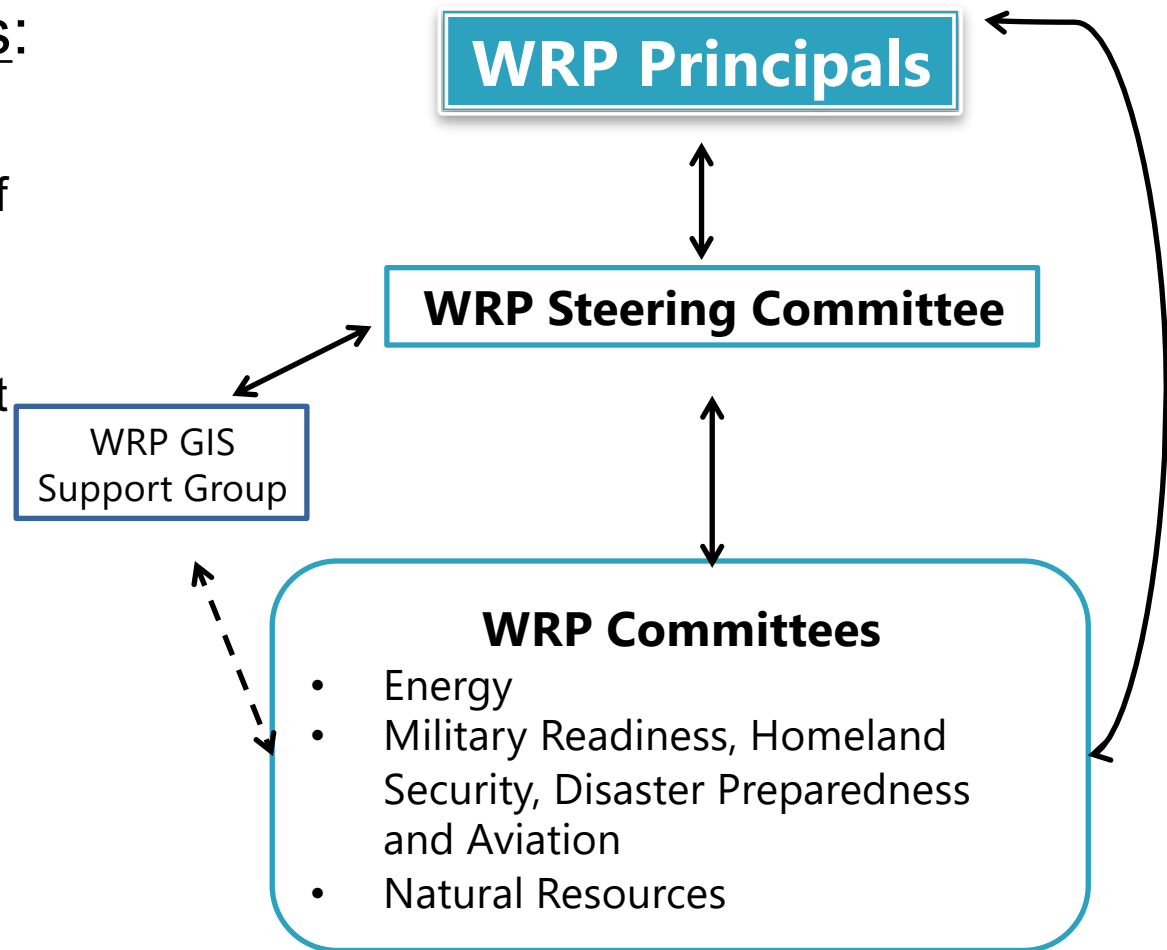 s:
WRP Principals
f
WRP Steering Committee
t
WRP GIS
Support Group
WRP Committees
• Energy
• Military Readiness, Homeland
Security, Disaster Preparedness
and Aviation
• Natural Resources